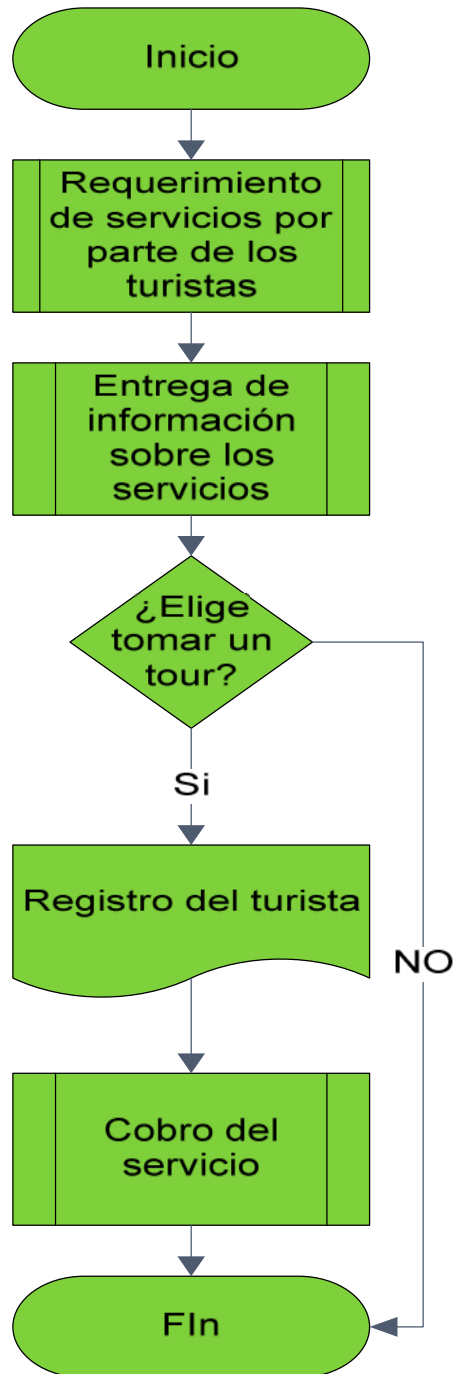 Inicio
Requerimiento
de servicios por
parte de los
turistas
Entrega de
información
sobre los
servicios
¿Elige
tomar un
tour?
Si
Registro del turista
NO
Cobro del
servicio
FIn